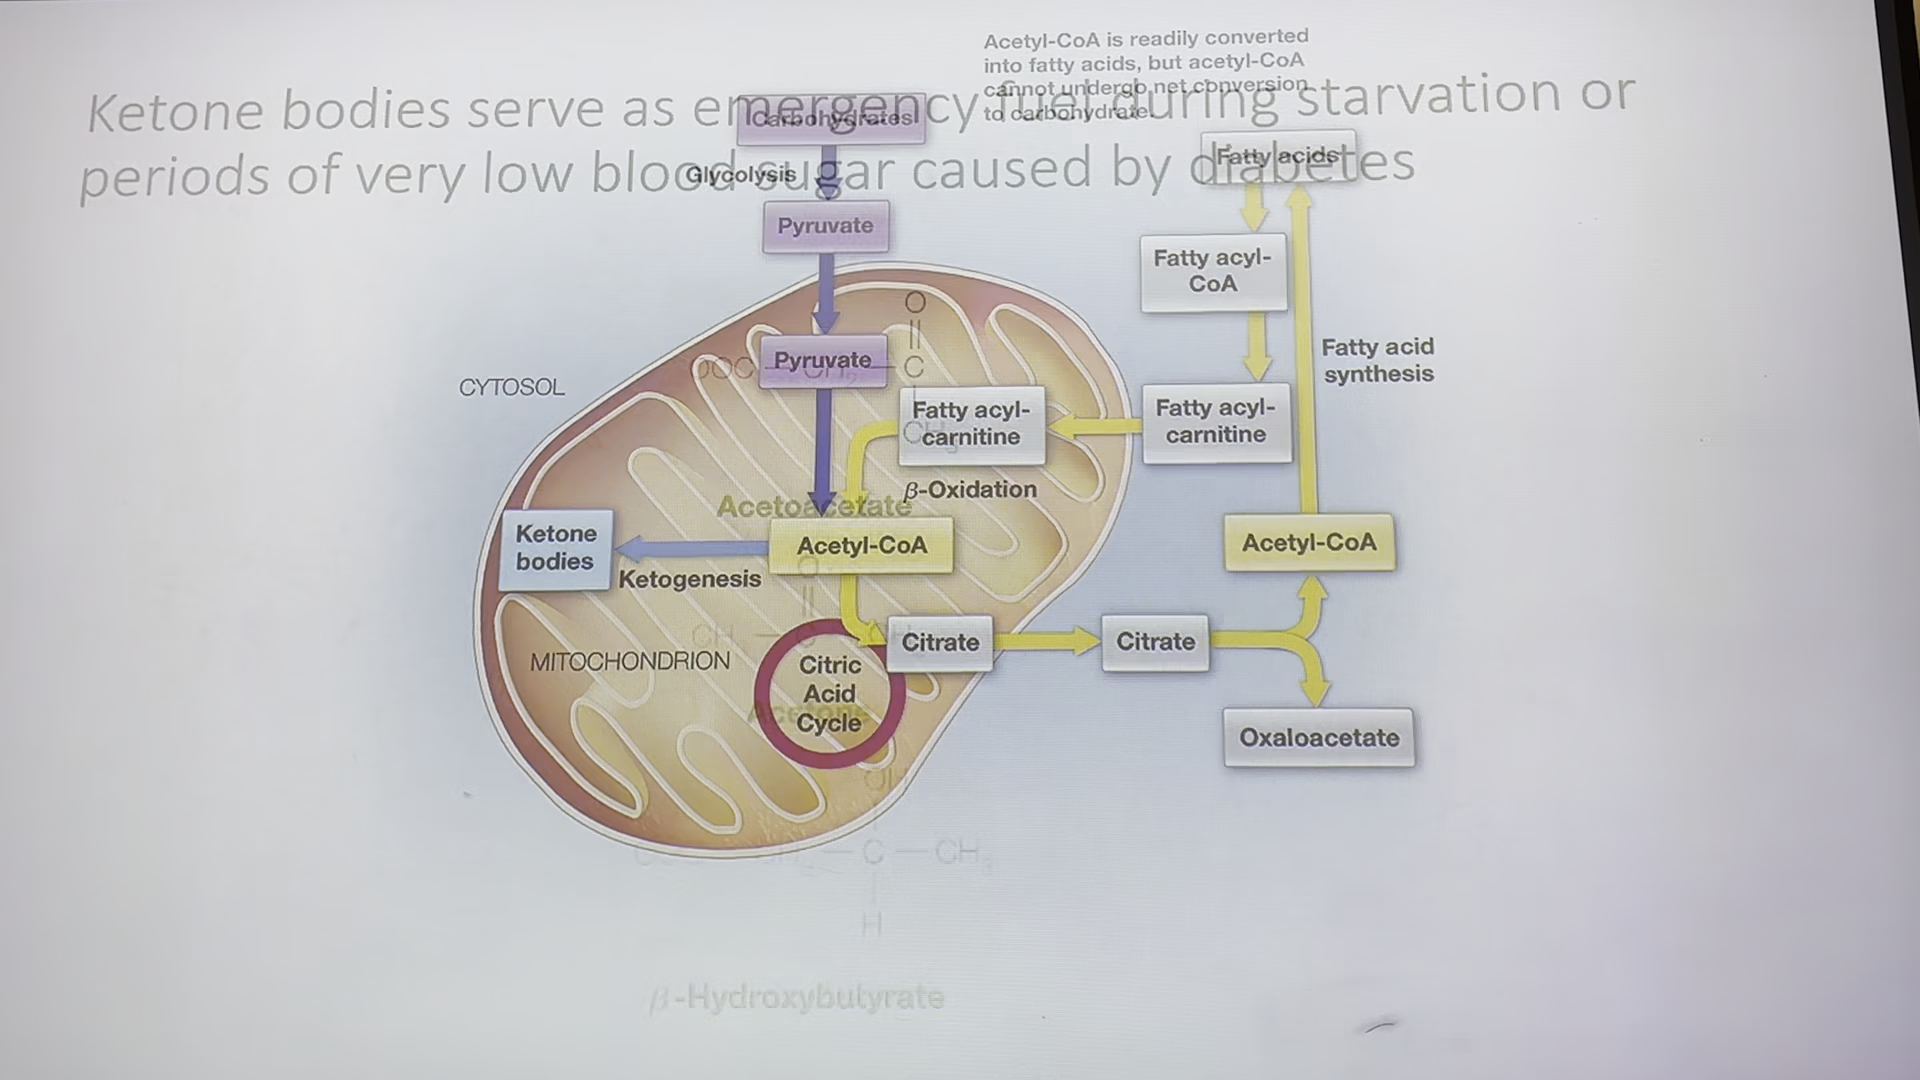 Ketone bodies serve as emergency fuel during starvation or
periods of very low blood sugar caused by diabetes
Acetyl-CoA is readily converted
into fatty acids, but acetyl-CoA
cannot undergo net conversion
to carbohydrate.
Carbohydrates
Glycolysis
Pyruvate
Pyruvate
CYTOSOL
Fatty acids
Fatty acyl-
CoA
Fatty acid
synthesis
Fatty acyl-
carnitine
Fatty acyl-
carnitine
β-Oxidation
Acetoacetate
Acetyl-CoA
Acetyl-CoA
Ketone
bodies
Ketogenesis
MITOCHONDRION
Citric
Acid
Cycle
Citrate
Citrate
Oxaloacetate
Acetone
O
C
OH
C
CH₃
H
β-Hydroxybutyrate